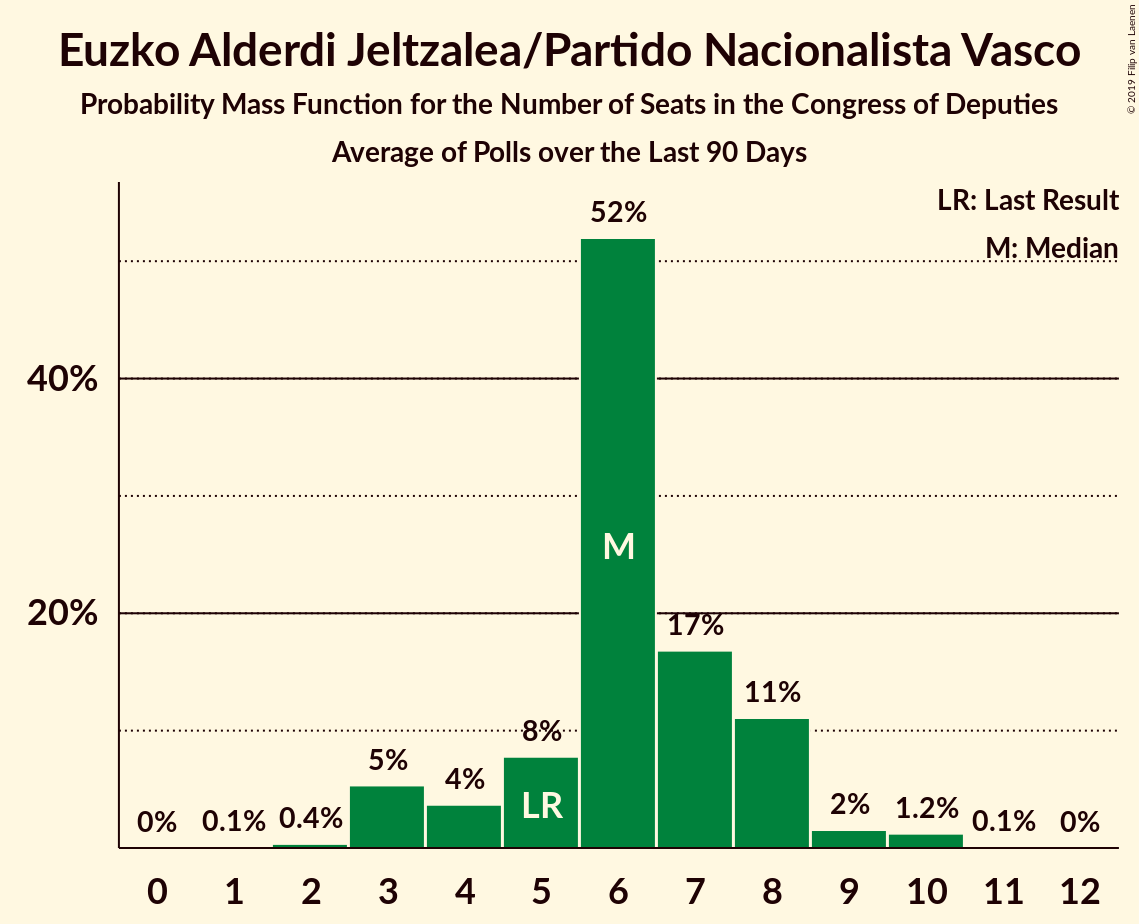 Euzko Alderdi Jeltzalea/Partido Nacionalista Vasco
Probability Mass Function for the Number of Seats in the Congress of Deputies
Average of Polls over the Last 90 Days
© 2019 Filip van Laenen
LR: Last Result
M: Median
52%
40%
M
20%
17%
11%
8%
5%
4%
LR
2%
1.2%
0.4%
0% 0.1% 0.1% 0%
0 1 2 3 4 5 6 7 8 9 10 11 12